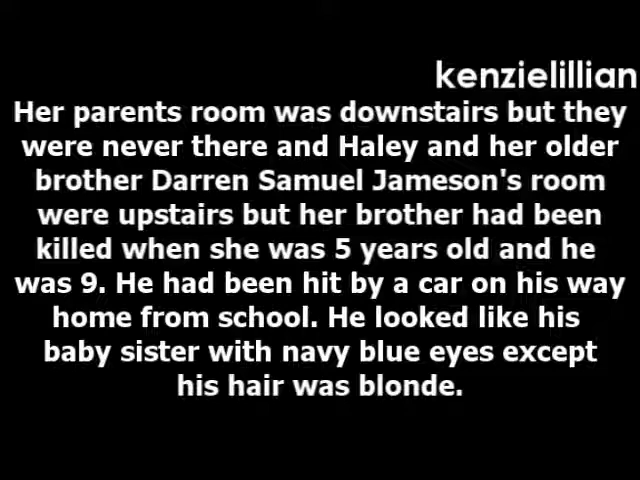 kenzielillian
Her parents room was downstairs but they
were never there and Haley and her older
brother Darren Samuel Jameson's room
were upstairs but her brother had been
killed when she was 5 years old and he
was 9. He had been hit by a car on his way
home from school. He looked like his
baby sister with navy blue eyes except
his hair was blonde.